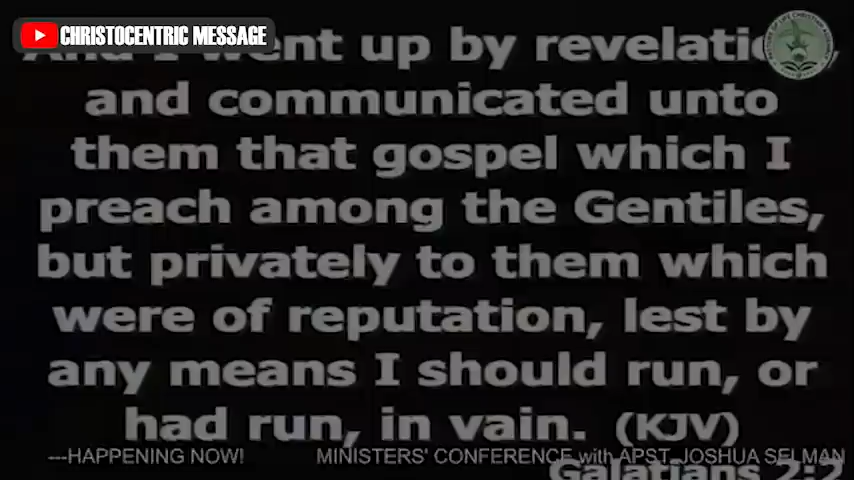 CHRISTOCENTRIC MESSAGE
And I went up by revelation,
and communicated unto
them that gospel which I
preach among the Gentiles,
but privately to them which
were of reputation, lest by
any means I should run, or
had run, in vain. (KJV)
---HAPPENING NOW! MINISTERS' CONFERENCE with APST. JOSHUA SELMAN
Galatians 2:2